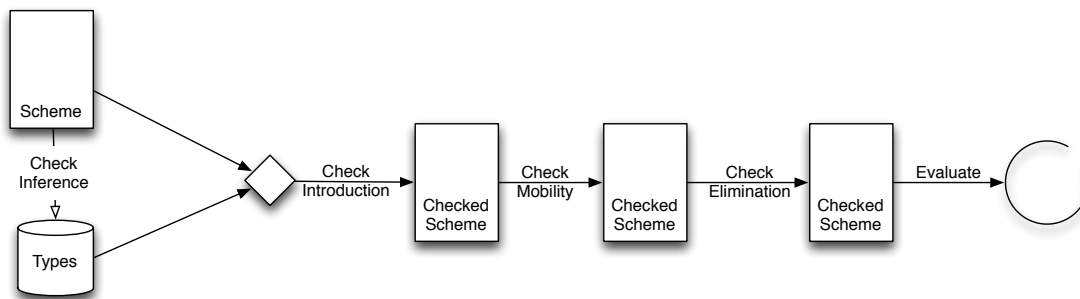 Scheme
Check
Inference
Types
Check
Introduction
Checked
Scheme
Check
Mobility
Checked
Scheme
Check
Elimination
Checked
Scheme
Evaluate